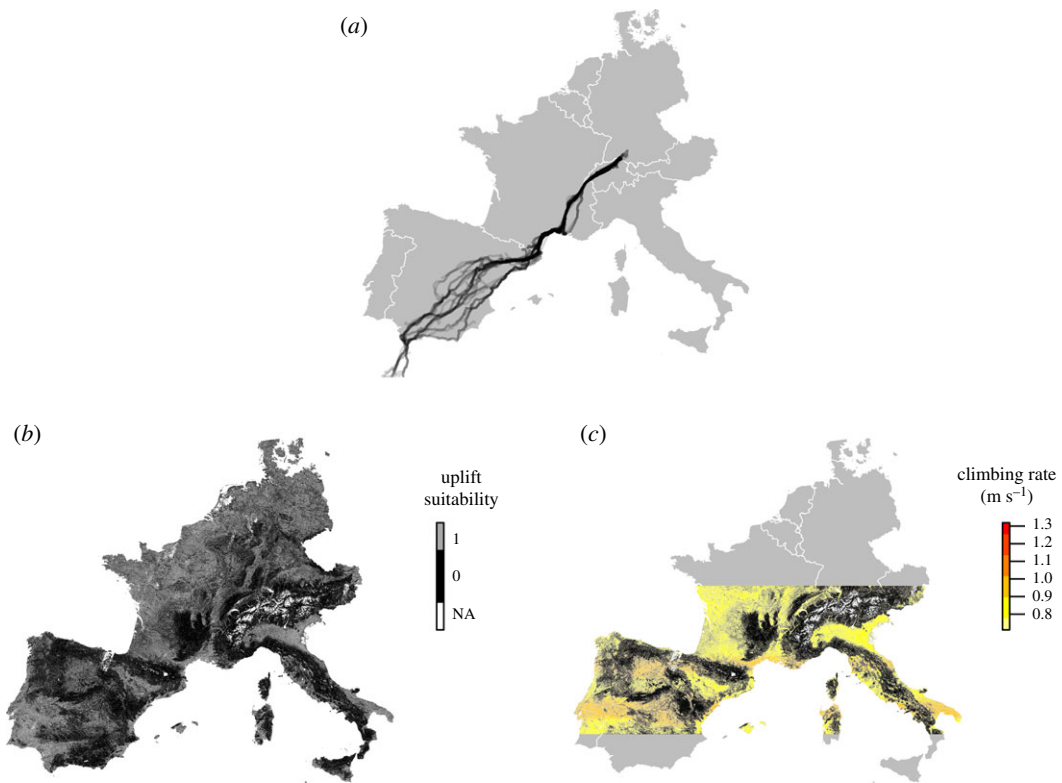 (a)
(b)
uplift
suitability
1
0
NA
(c)
climbing rate
(m s⁻¹)
1.3
1.2
1.1
1.0
0.9
0.8